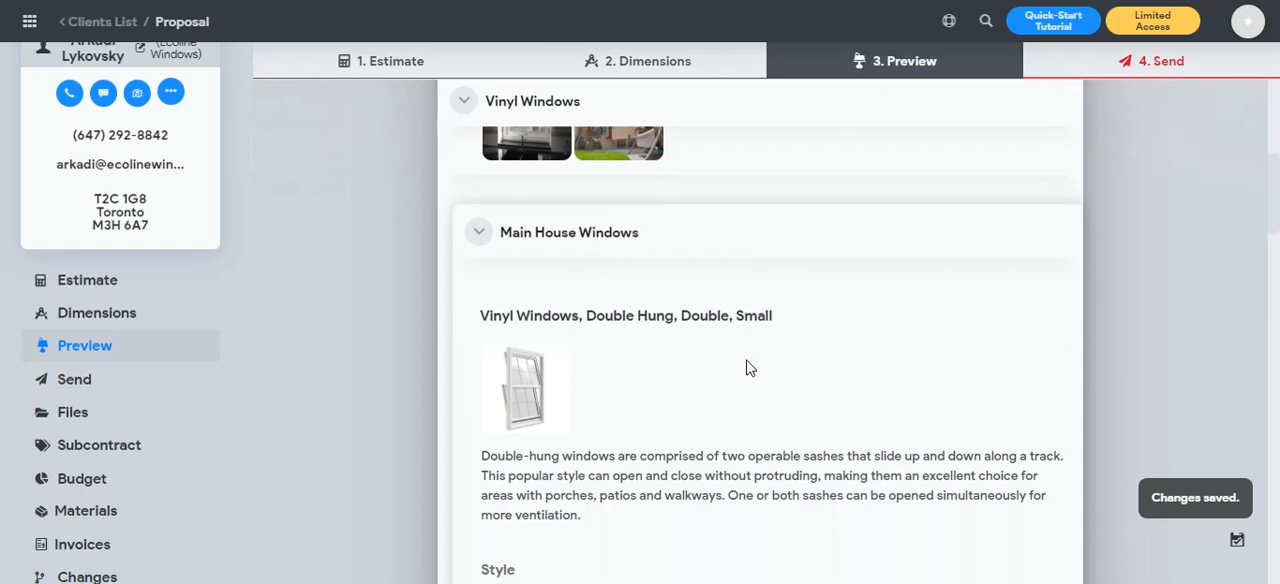 Clients List / Proposal
Quick-Start
Tutorial
Limited
Access
Arkadi
Lykovsky
(Ecoline
Windows)
1. Estimate
2. Dimensions
3. Preview
4. Send
(647) 292-8842
arkadi@ecolinewin...
T2C 1G8
Toronto
M3H 6A7
Estimate
Dimensions
Preview
Send
Files
Subcontract
Budget
Materials
Invoices
Clients
Vinyl Windows
Main House Windows
Vinyl Windows, Double Hung, Double, Small
Double-hung windows are comprised of two operable sashes that slide up and down along a track.
This popular style can open and close without protruding, making them an excellent choice for
areas with porches, patios and walkways. One or both sashes can be opened simultaneously for
more ventilation.
Style
Changes saved.